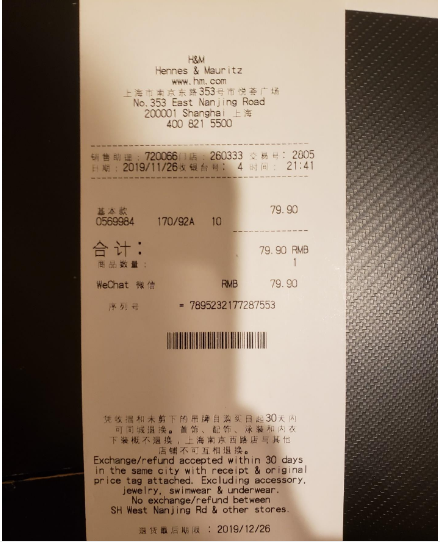 H&M
Hennes & Mauritz
www.hm.com
上海市南京东路353号市悦荟广场
No.353 East Nanjing Road
200001 Shanghai 上海
400 821 5500
销售助理: 720066 门店: 260333 交易号: 2805
日期: 2019/11/26 收银台号: 4 时间: 21:41
基本款 79.90
0569984 170/92A 10
合计: 79.90 RMB
商品数量: 1
WeChat 微信 RMB 79.90
序列号 = 7895232177287553
凭收据和未剪下的吊牌自购买日起30天内
可同城退换。首饰、配饰、泳装和内衣
下装概不退换，上海南京西路店与其他
店铺不可互相退换。
Exchange/refund accepted within 30 days
in the same city with receipt & original
price tag attached. Excluding accessory,
jewelry, swimwear & underwear.
No exchange/refund between
SH West Nanjing Rd & other stores.
退货最后期限: 2019/12/26